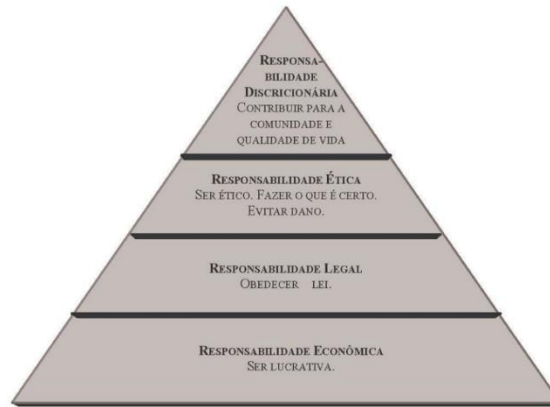 RESPONSA-
BILIDADE
DISCRICIONÁRIA
CONTRIBUIR PARA A
COMUNIDADE E
QUALIDADE DE VIDA
RESPONSABILIDADE ÉTICA
SER ÉTICO. FAZER O QUE É CERTO.
EVITAR DANO.
RESPONSABILIDADE LEGAL
OBEDECER LEI.
RESPONSABILIDADE ECONÔMICA
SER LUCRATIVA.